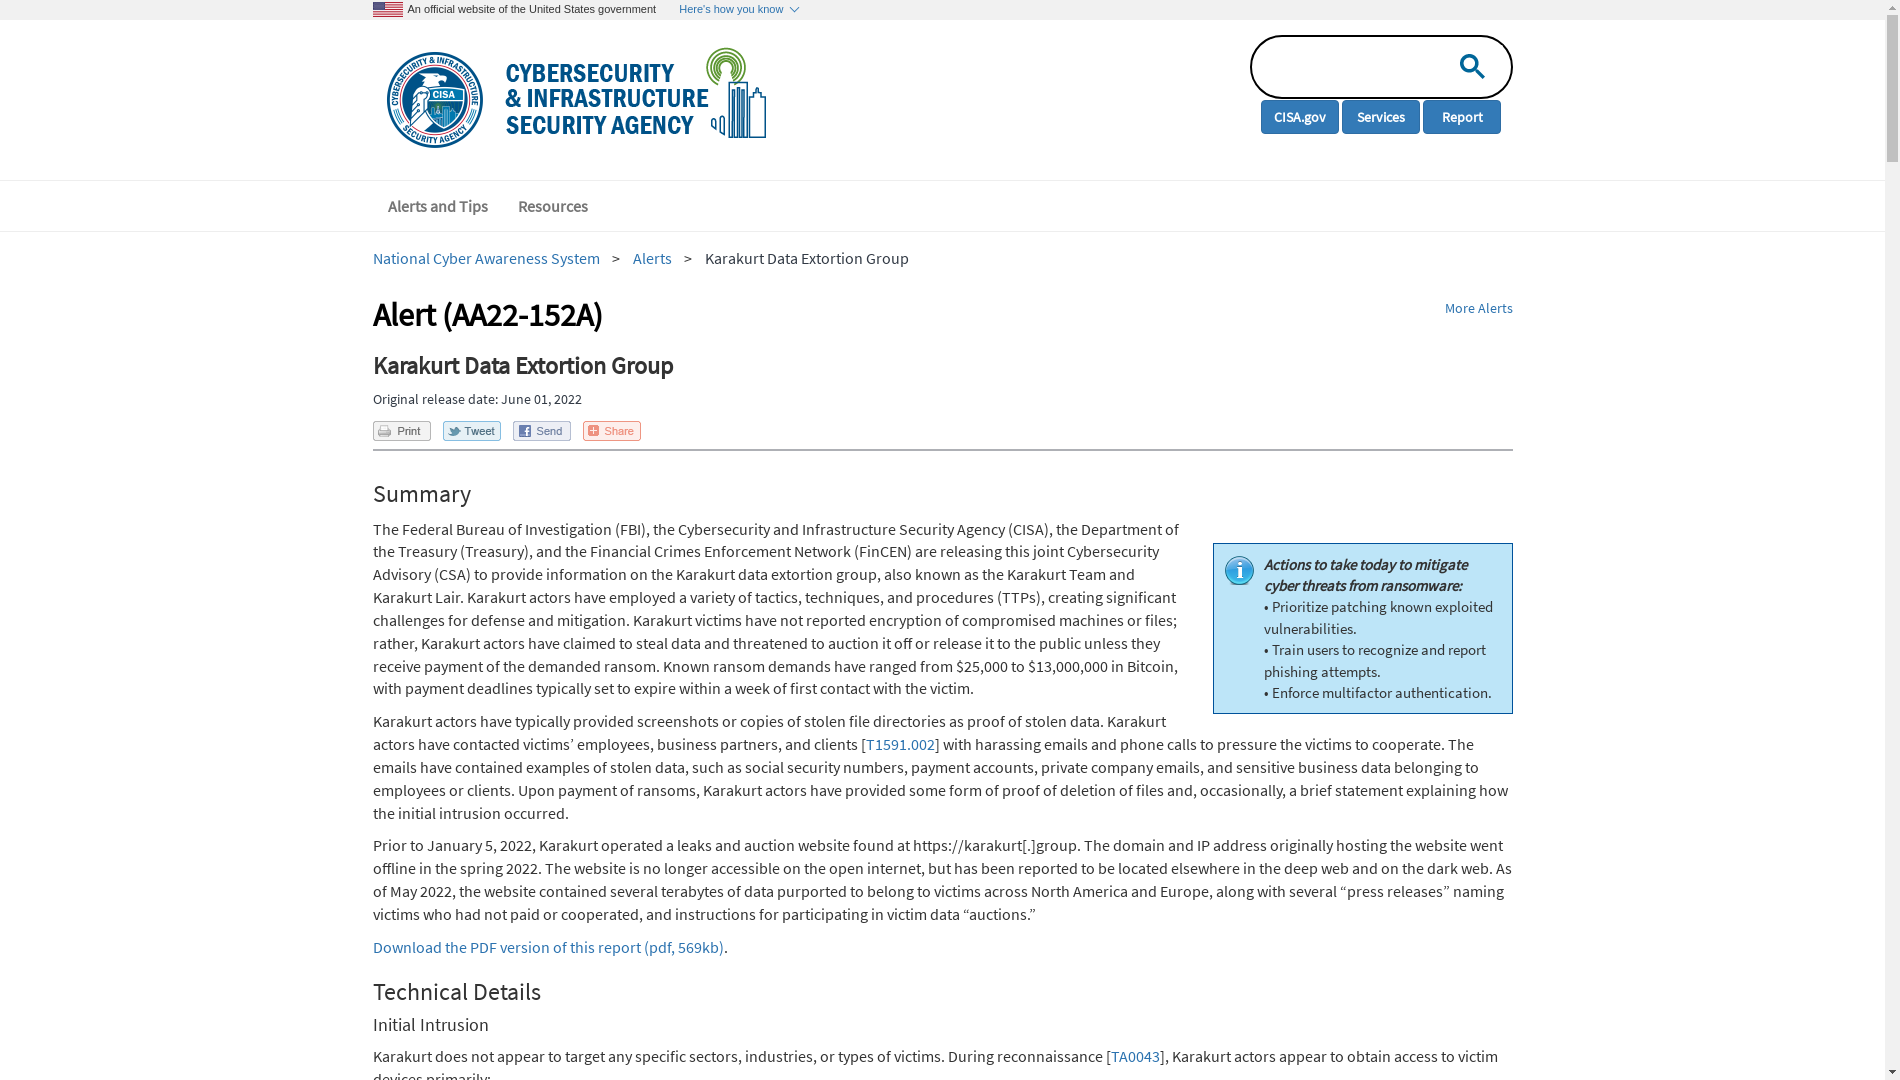 An official website of the United States government Here's how you know
CYBERSECURITY & INFRASTRUCTURE
SECURITY AGENCY
CISA
CYBERSECURITY
& INFRASTRUCTURE
SECURITY AGENCY
CISA.gov Services Report
Alerts and Tips Resources
National Cyber Awareness System > Alerts > Karakurt Data Extortion Group
Alert (AA22-152A)
More Alerts
Karakurt Data Extortion Group
Original release date: June 01, 2022
Print Tweet Send Share
Summary
The Federal Bureau of Investigation (FBI), the Cybersecurity and Infrastructure Security Agency (CISA), the Department of
the Treasury (Treasury), and the Financial Crimes Enforcement Network (FinCEN) are releasing this joint Cybersecurity
Advisory (CSA) to provide information on the Karakurt data extortion group, also known as the Karakurt Team and
Karakurt Lair. Karakurt actors have employed a variety of tactics, techniques, and procedures (TTPs), creating significant
challenges for defense and mitigation. Karakurt victims have not reported encryption of compromised machines or files;
rather, Karakurt actors have claimed to steal data and threatened to auction it off or release it to the public unless they
receive payment of the demanded ransom. Known ransom demands have ranged from $25,000 to $13,000,000 in Bitcoin,
with payment deadlines typically set to expire within a week of first contact with the victim.
Actions to take today to mitigate
cyber threats from ransomware:
• Prioritize patching known exploited
vulnerabilities.
• Train users to recognize and report
phishing attempts.
• Enforce multifactor authentication.
Karakurt actors have typically provided screenshots or copies of stolen file directories as proof of stolen data. Karakurt
actors have contacted victims’ employees, business partners, and clients [T1591.002] with harassing emails and phone calls to pressure the victims to cooperate. The
emails have contained examples of stolen data, such as social security numbers, payment accounts, private company emails, and sensitive business data belonging to
employees or clients. Upon payment of ransoms, Karakurt actors have provided some form of proof of deletion of files and, occasionally, a brief statement explaining how
the initial intrusion occurred.
Prior to January 5, 2022, Karakurt operated a leaks and auction website found at https://karakurt[.]group. The domain and IP address originally hosting the website went
offline in the spring 2022. The website is no longer accessible on the open internet, but has been reported to be located elsewhere in the deep web and on the dark web. As
of May 2022, the website contained several terabytes of data purported to belong to victims across North America and Europe, along with several “press releases” naming
victims who had not paid or cooperated, and instructions for participating in victim data “auctions.”
Download the PDF version of this report (pdf, 569kb).
Technical Details
Initial Intrusion
Karakurt does not appear to target any specific sectors, industries, or types of victims. During reconnaissance [TA0043], Karakurt actors appear to obtain access to victim
devices primarily: